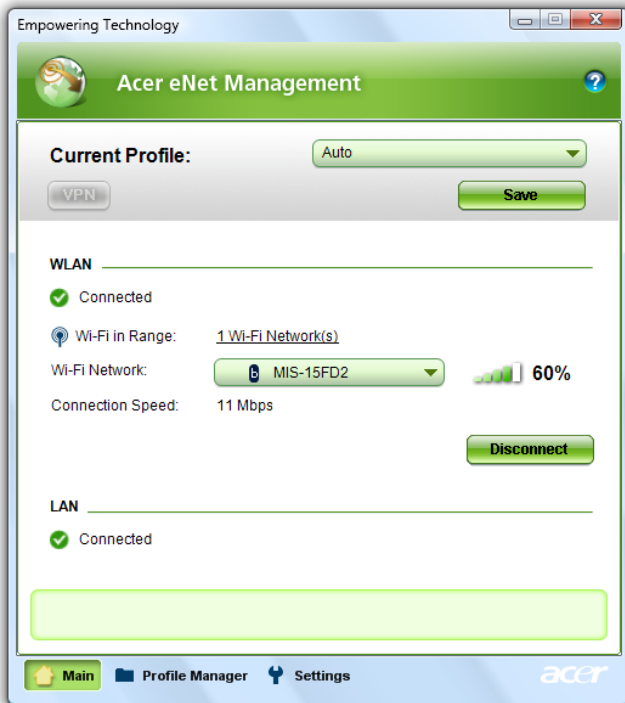 Empowering Technology
Acer eNet Management
?
Current Profile:
Auto
VPN
Save
WLAN
Connected
Wi-Fi in Range:
1 Wi-Fi Network(s)
Wi-Fi Network:
b MIS-15FD2
60%
Connection Speed:
11 Mbps
Disconnect
LAN
Connected
Main
Profile Manager
Settings
acer